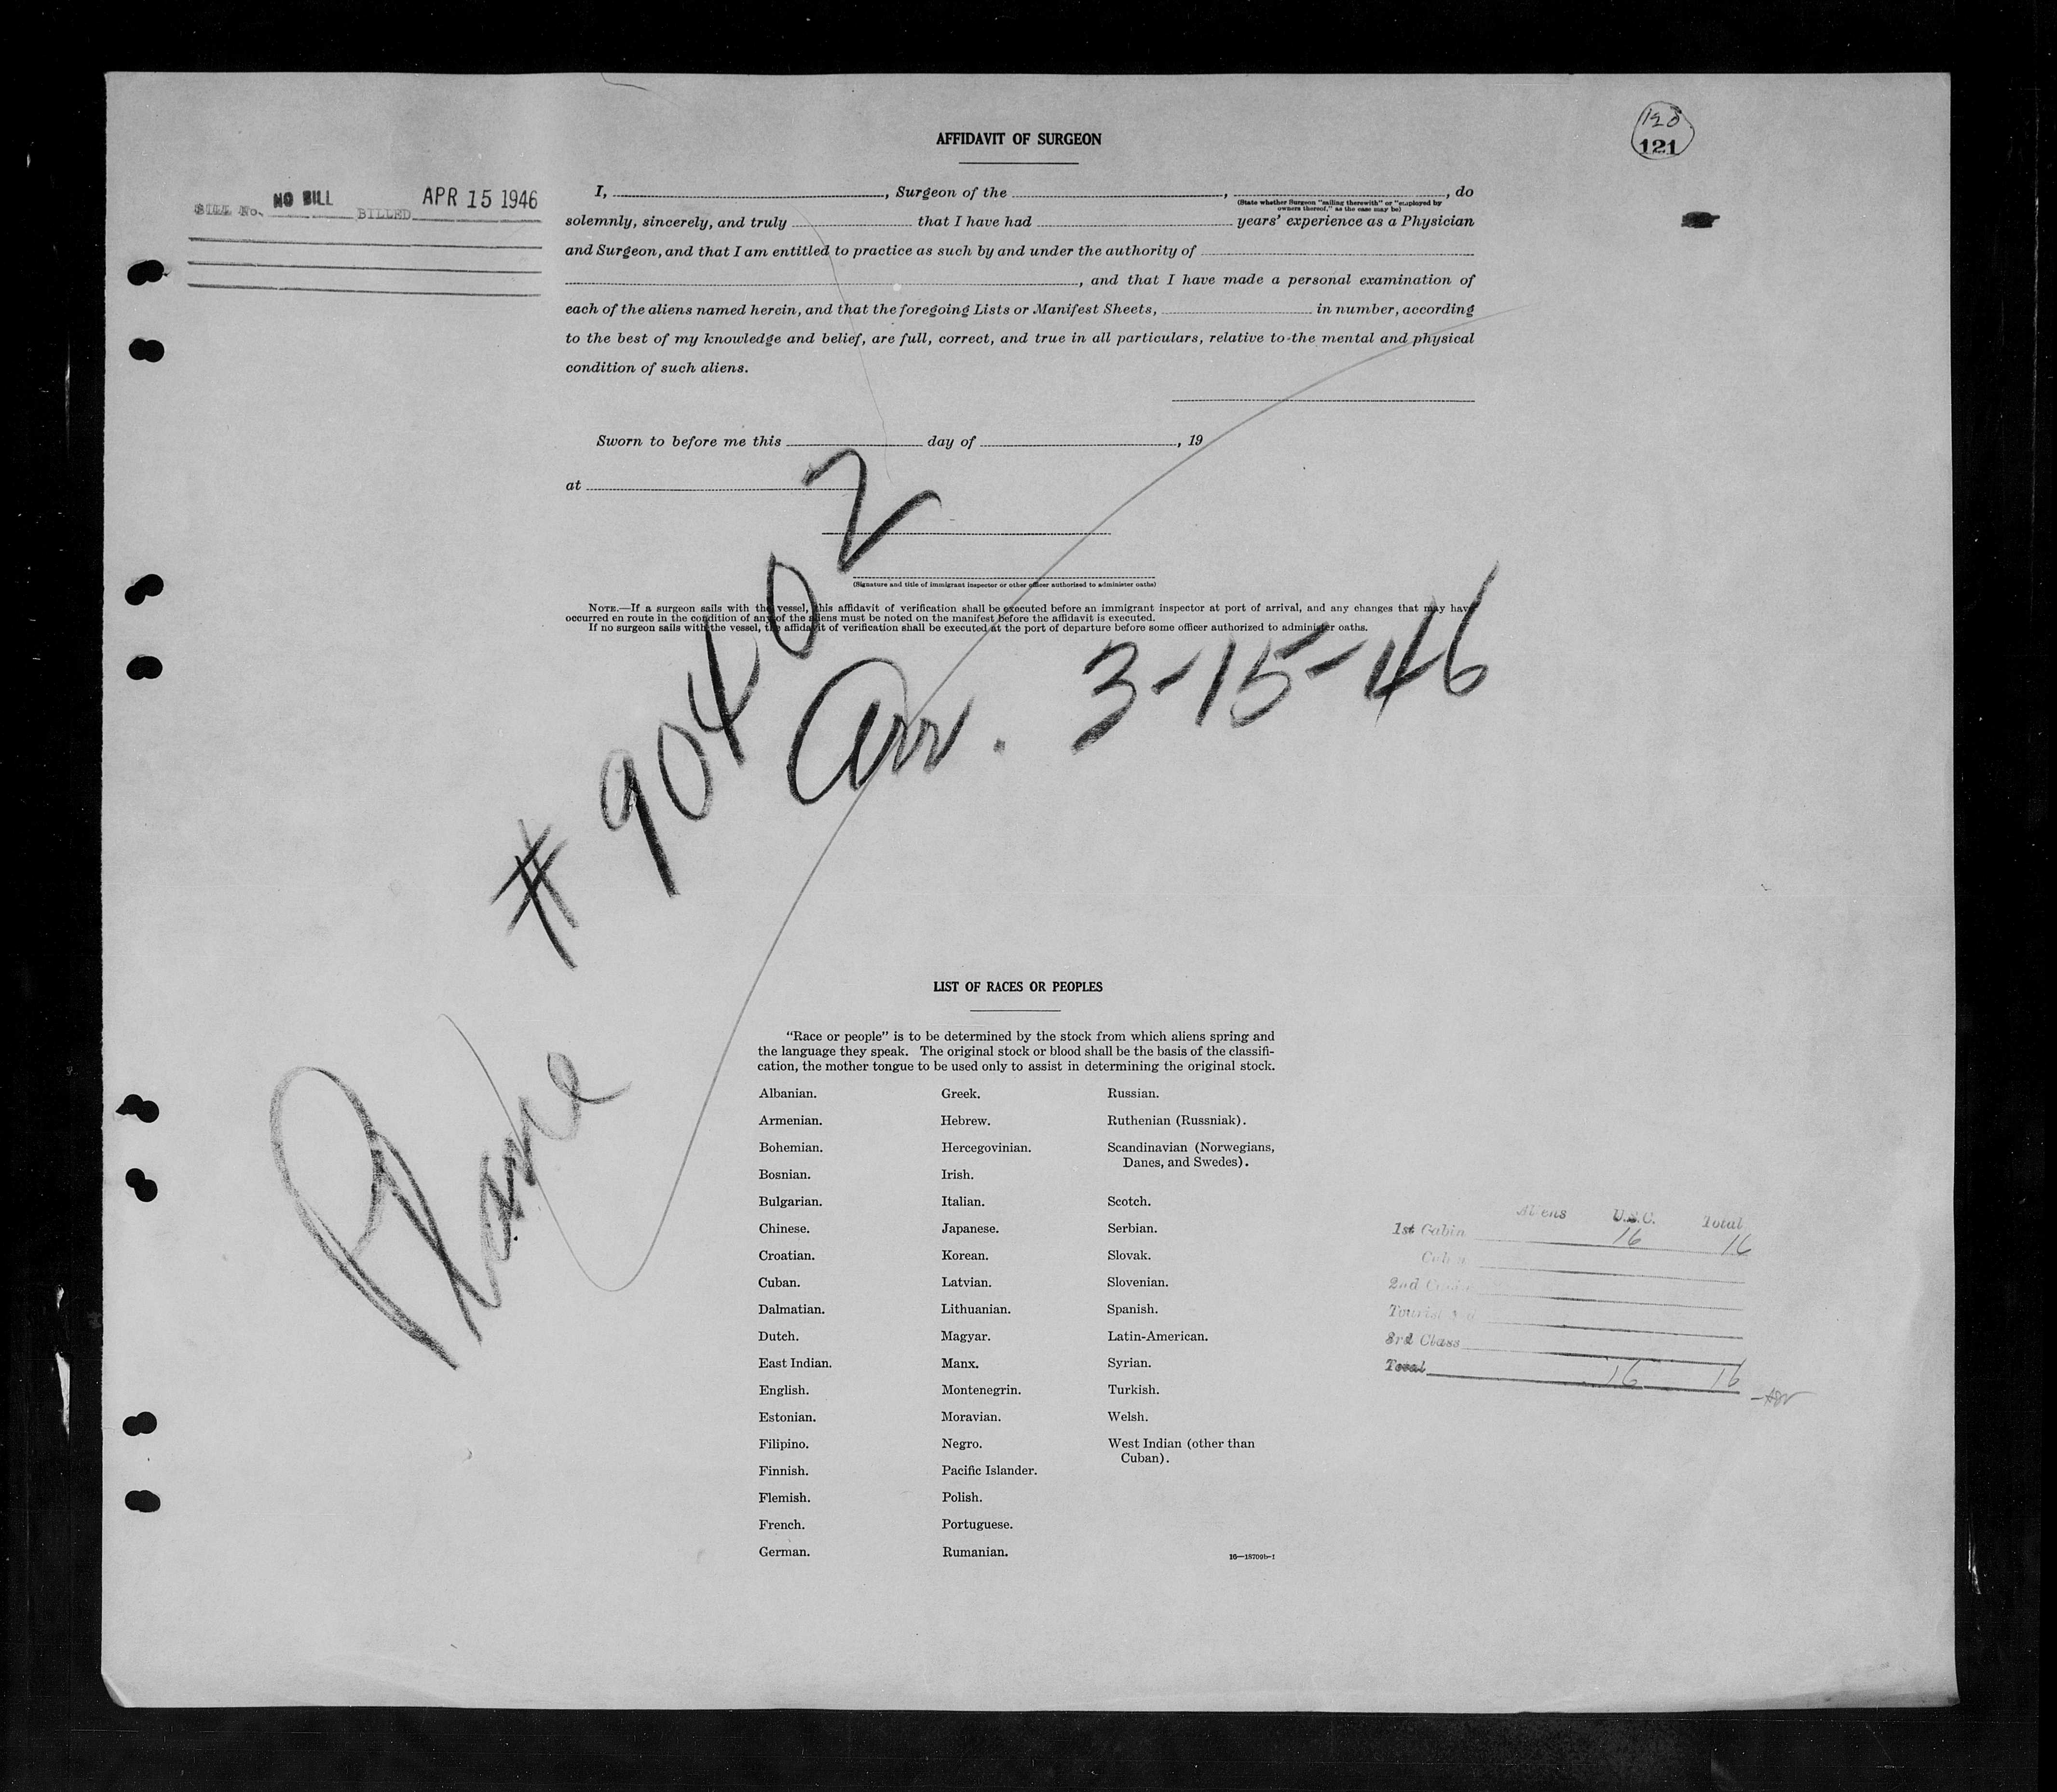 128
121
AFFIDAVIT OF SURGEON
BILL No. NO BILL BILLED APR 15 1946
I, , Surgeon of the , , do
(State whether Surgeon "sailing therewith" or "employed by
owners thereof," as the case may be)
solemnly, sincerely, and truly that I have had years' experience as a Physician
and Surgeon, and that I am entitled to practice as such by and under the authority of
, and that I have made a personal examination of
each of the aliens named herein, and that the foregoing Lists or Manifest Sheets, in number, according
to the best of my knowledge and belief, are full, correct, and true in all particulars, relative to the mental and physical
condition of such aliens.
Sworn to before me this day of , 19
at
(Signature and title of immigrant inspector or other officer authorized to administer oaths)
NOTE.—If a surgeon sails with the vessel, this affidavit of verification shall be executed before an immigrant inspector at port of arrival, and any changes that may have
occurred en route in the condition of any of the aliens must be noted on the manifest before the affidavit is executed.
If no surgeon sails with the vessel, the affidavit of verification shall be executed at the port of departure before some officer authorized to administer oaths.
Plane # 90402
Arr. 3-15-46
LIST OF RACES OR PEOPLES
"Race or people" is to be determined by the stock from which aliens spring and
the language they speak. The original stock or blood shall be the basis of the classifi-
cation, the mother tongue to be used only to assist in determining the original stock.
Albanian. Greek. Russian.
Armenian. Hebrew. Ruthenian (Russniak).
Bohemian. Hercegovinian. Scandinavian (Norwegians,
Danes, and Swedes).
Bosnian. Irish.
Bulgarian. Italian. Scotch.
Chinese. Japanese. Serbian.
Croatian. Korean. Slovak.
Cuban. Latvian. Slovenian.
Dalmatian. Lithuanian. Spanish.
Dutch. Magyar. Latin-American.
East Indian. Manx. Syrian.
English. Montenegrin. Turkish.
Estonian. Moravian. Welsh.
Filipino. Negro. West Indian (other than
Cuban).
Finnish. Pacific Islander.
Flemish. Polish.
French. Portuguese.
German. Rumanian.
16—18709b-1
Aliens U.S.C. Total
1st Cabin 16 16
Cabin
2nd Cabin
Tourist
3rd Class
Total 16 16